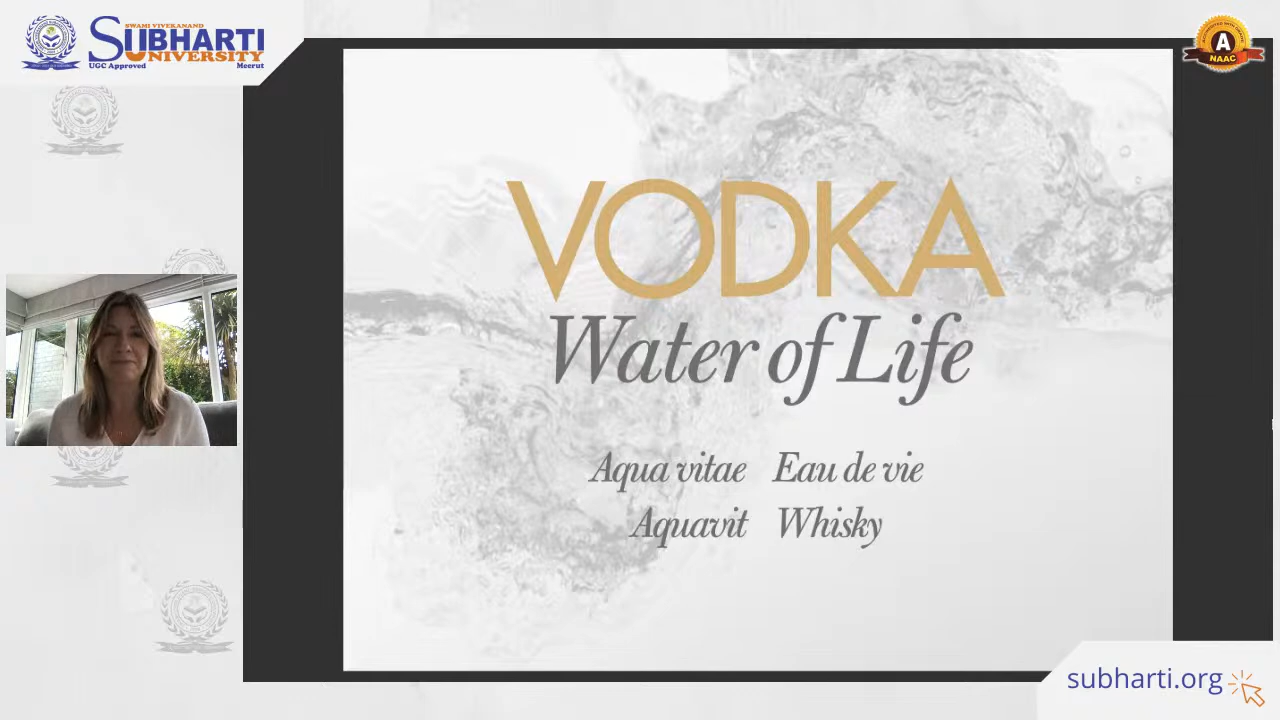 SWAMI VIVEKANAND
SUBHARTI
UNIVERSITY
UGC Approved Meerut
A
NAAC
VODKA
Water of Life
Aqua vitae Eau de vie
Aquavit Whisky
subharti.org